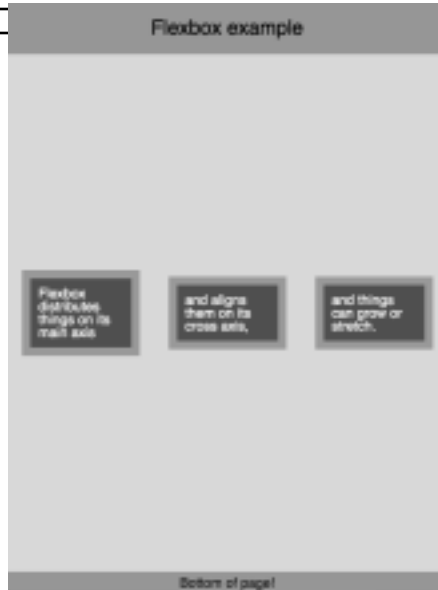 Flexbox example
Flexbox
distributes
things on its
main axis
and aligns
them on its
cross axis,
and things
can grow or
stretch.
Bottom of page!